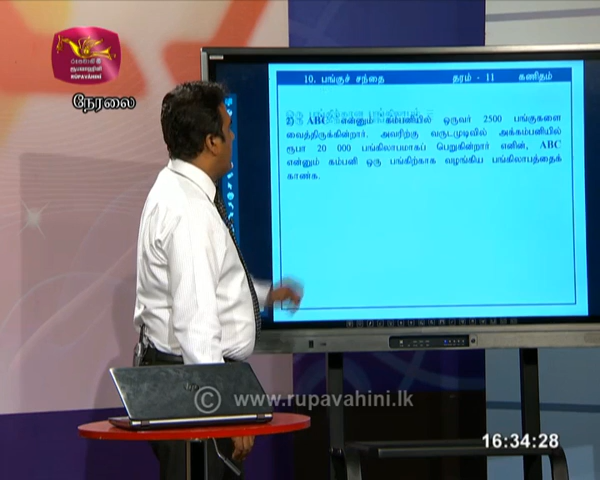 நேரலை
10. பங்குச் சந்தை தரம் - 11 கணிதம்
2) ABC என்னும் கம்பனியில் ஒருவர் 2500 பங்குகளை
வைத்திருக்கின்றார். அவரிற்கு வருடமுடிவில் அக்கம்பனியில்
ரூபா 20 000 பங்கிலாபமாகப் பெறுகின்றார் எனின், ABC
என்னும் கம்பனி ஒரு பங்கிற்காக வழங்கிய பங்கிலாபத்தைக்
காண்க.
hp
© www.rupavahini.lk
16:34:28